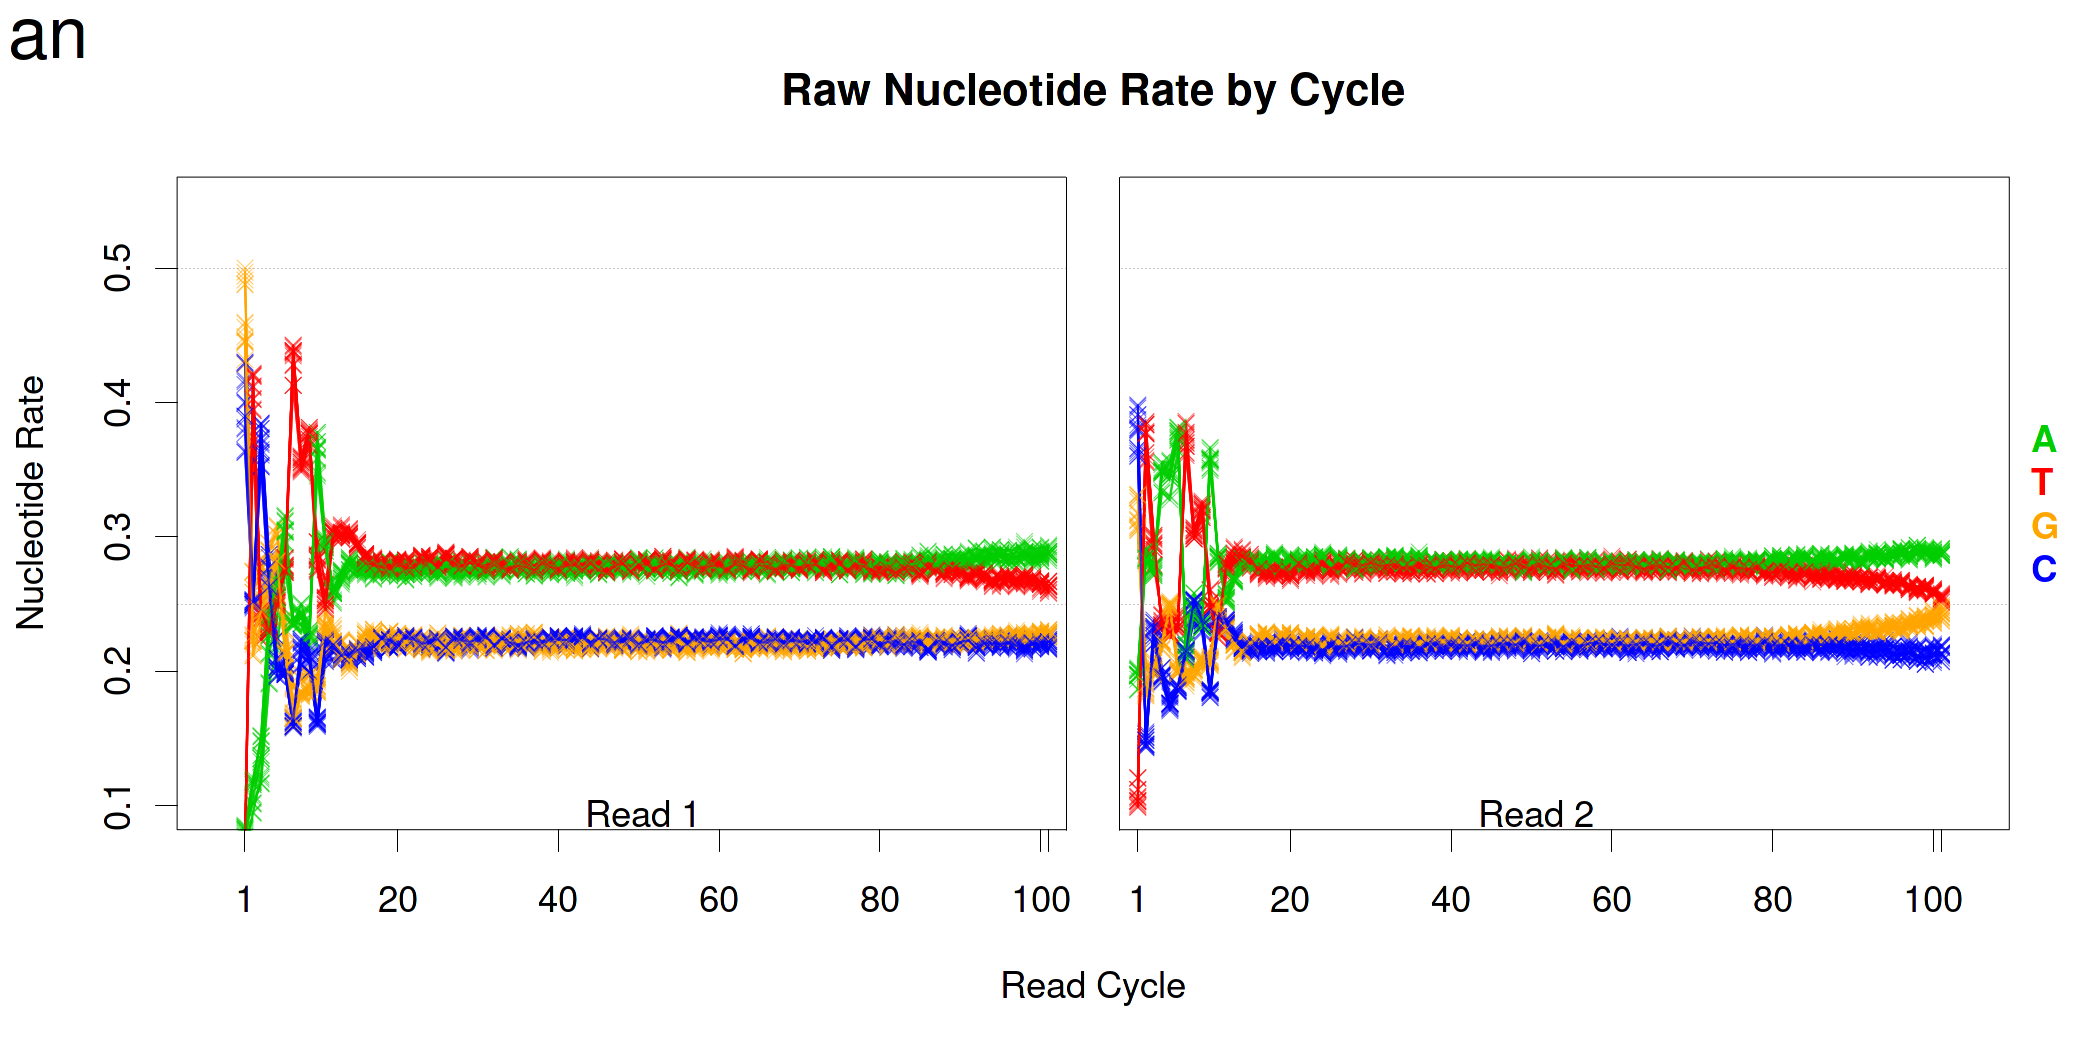 an
Raw Nucleotide Rate by Cycle
Nucleotide Rate
0.5
0.4
0.3
0.2
0.1
Read 1
Read 2
A
T
G
C
1 20 40 60 80 100
1 20 40 60 80 100
Read Cycle